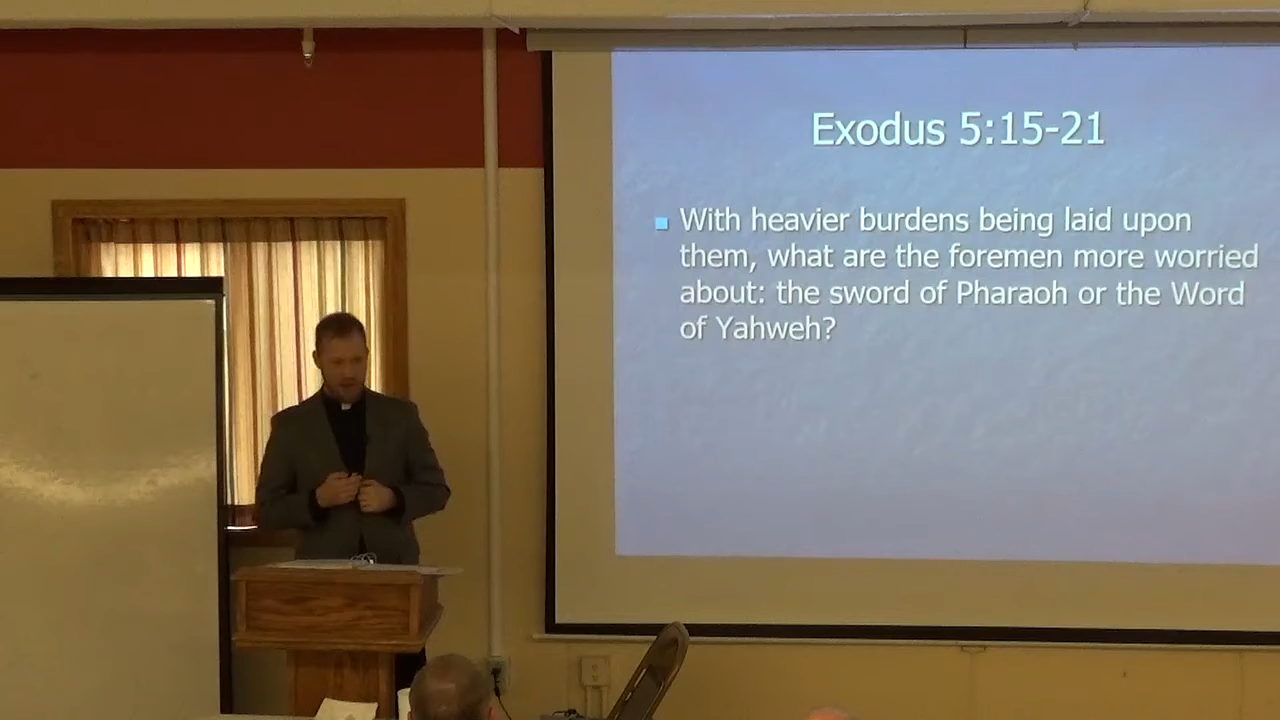 Exodus 5:15-21
With heavier burdens being laid upon
them, what are the foremen more worried
about: the sword of Pharaoh or the Word
of Yahweh?